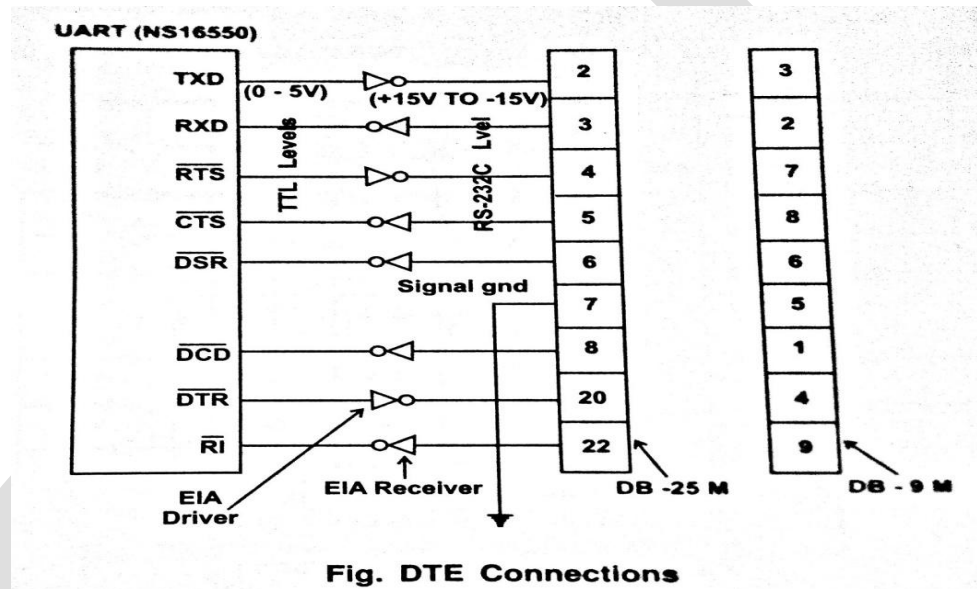 UART (NS16550)
TXD
(0 - 5V)
(+15V TO -15V)
2
3
RXD
3
2
RTS
4
7
CTS
5
8
DSR
6
6
TTL Levels
RS-232C Lvel
Signal gnd
7
5
DCD
8
1
DTR
20
4
RI
22
9
EIA
Driver
EIA Receiver
DB -25 M
DB - 9 M
Fig. DTE Connections